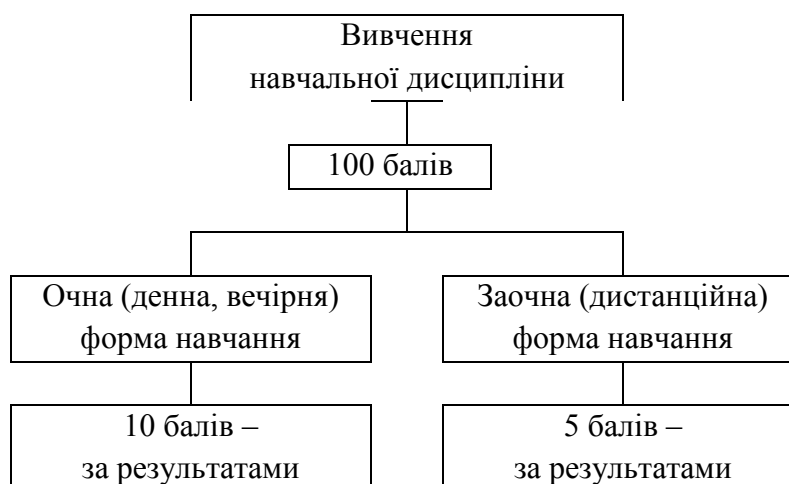 Вивчення
навчальної дисципліни
100 балів
Очна (денна, вечірня)
форма навчання
Заочна (дистанційна)
форма навчання
10 балів –
за результатами
5 балів –
за результатами